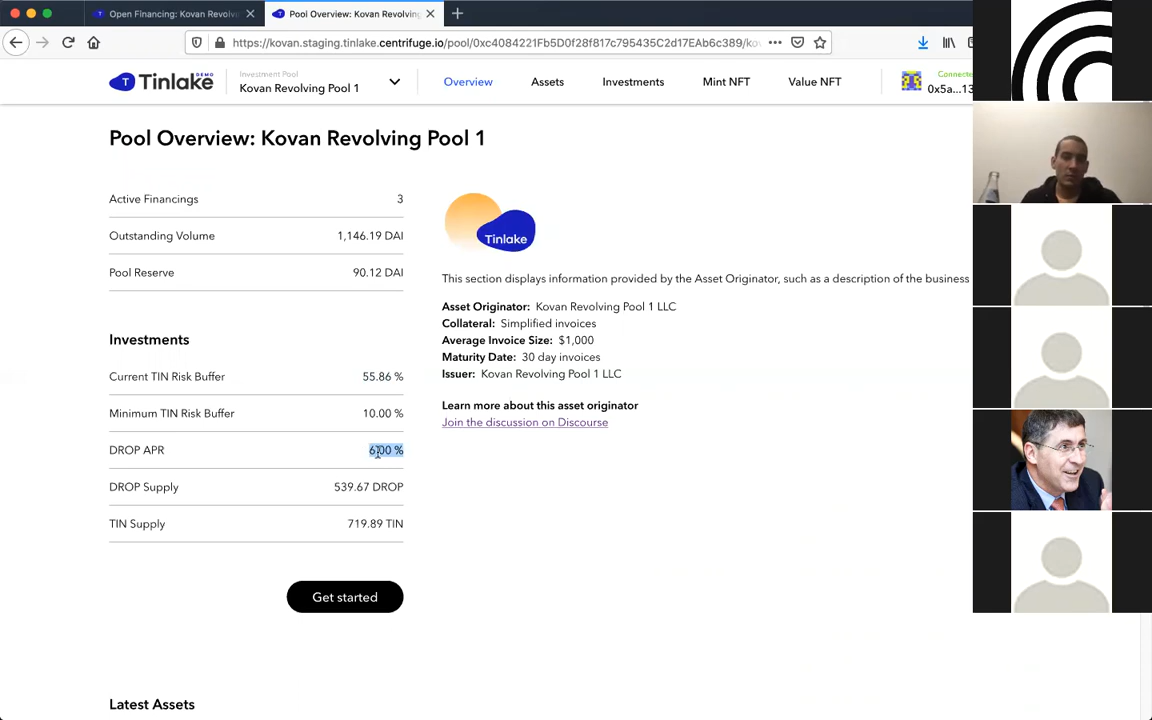 Open Financing: Kovan Revolvi
Pool Overview: Kovan Revolving
https://kovan.staging.tinlake.centrifuge.io/pool/0xc4084221Fb5D0f28f817c795435C2d17EAb6c389/ko
Tinlake
DEMO
Investment Pool
Kovan Revolving Pool 1
Overview
Assets
Investments
Mint NFT
Value NFT
Connecte
0x5a...13
Pool Overview: Kovan Revolving Pool 1
Active Financings 3
Outstanding Volume 1,146.19 DAI
Pool Reserve 90.12 DAI
Investments
Current TIN Risk Buffer 55.86 %
Minimum TIN Risk Buffer 10.00 %
DROP APR 6.00 %
DROP Supply 539.67 DROP
TIN Supply 719.89 TIN
Get started
Latest Assets
Tinlake
This section displays information provided by the Asset Originator, such as a description of the business
Asset Originator: Kovan Revolving Pool 1 LLC
Collateral: Simplified invoices
Average Invoice Size: $1,000
Maturity Date: 30 day invoices
Issuer: Kovan Revolving Pool 1 LLC
Learn more about this asset originator
Join the discussion on Discourse